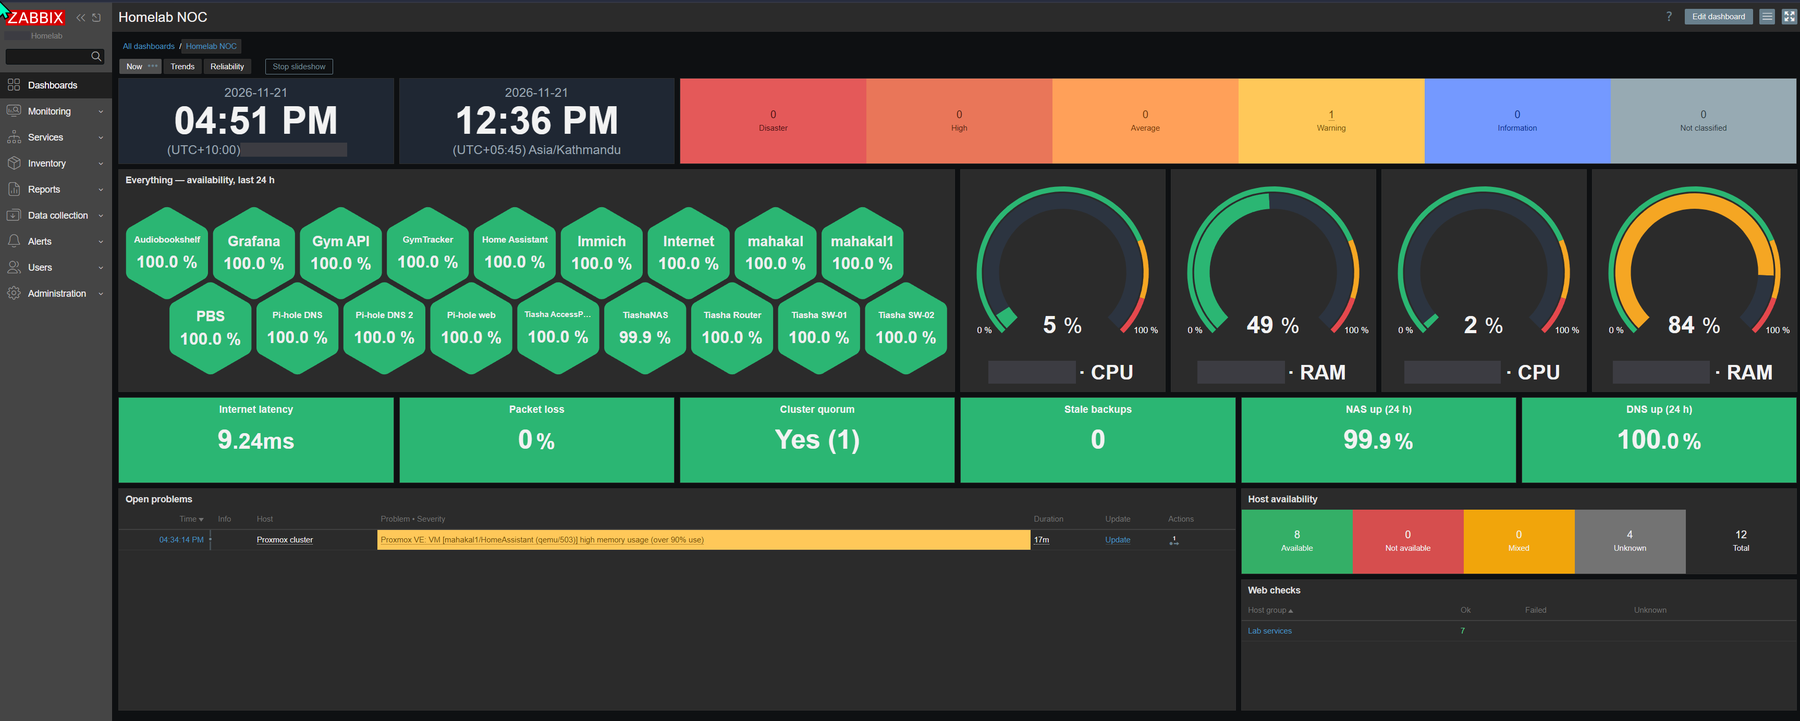 ZABBIX
Homelab
Dashboards
Monitoring
Services
Inventory
Reports
Data collection
Alerts
Users
Administration
Homelab NOC
? Edit dashboard
All dashboards / Homelab NOC
Now Trends Reliability Stop slideshow
2026-11-21
04:51 PM
(UTC+10:00)
2026-11-21
12:36 PM
(UTC+05:45) Asia/Kathmandu
0
Disaster
0
High
0
Average
1
Warning
0
Information
0
Not classified
Everything — availability, last 24 h
Audiobookshelf
100.0 %
Grafana
100.0 %
Gym API
100.0 %
GymTracker
100.0 %
Home Assistant
100.0 %
Immich
100.0 %
Internet
100.0 %
mahakal
100.0 %
mahakal1
100.0 %
PBS
100.0 %
Pi-hole DNS
100.0 %
Pi-hole DNS 2
100.0 %
Pi-hole web
100.0 %
Tiasha AccessP...
100.0 %
TiashaNAS
99.9 %
Tiasha Router
100.0 %
Tiasha SW-01
100.0 %
Tiasha SW-02
100.0 %
0 % 5 % 100 %
· CPU
0 % 49 % 100 %
· RAM
0 % 2 % 100 %
· CPU
0 % 84 % 100 %
· RAM
Internet latency
9.24ms
Packet loss
0 %
Cluster quorum
Yes (1)
Stale backups
0
NAS up (24 h)
99.9 %
DNS up (24 h)
100.0 %
Open problems
Time Info Host Problem • Severity Duration Update Actions
04:34:14 PM Proxmox cluster Proxmox VE: VM [mahakal1/HomeAssistant (qemu/503)] high memory usage (over 90% use) 17m Update 1
Host availability
8
Available
0
Not available
0
Mixed
4
Unknown
12
Total
Web checks
Host group Ok Failed Unknown
Lab services 7